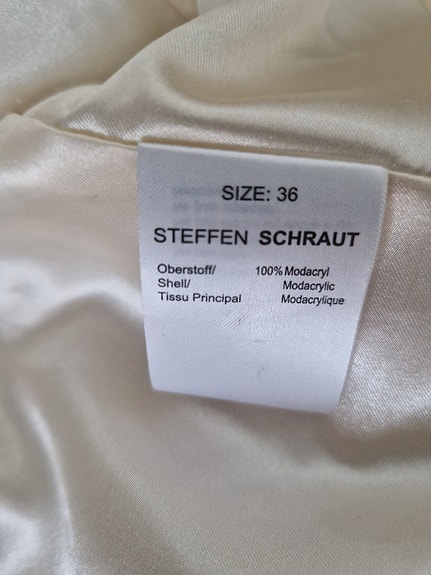 SIZE: 36
STEFFEN SCHRAUT
Oberstoff/ 100% Modacryl
Shell/ Modacrylic
Tissu Principal Modacrylique